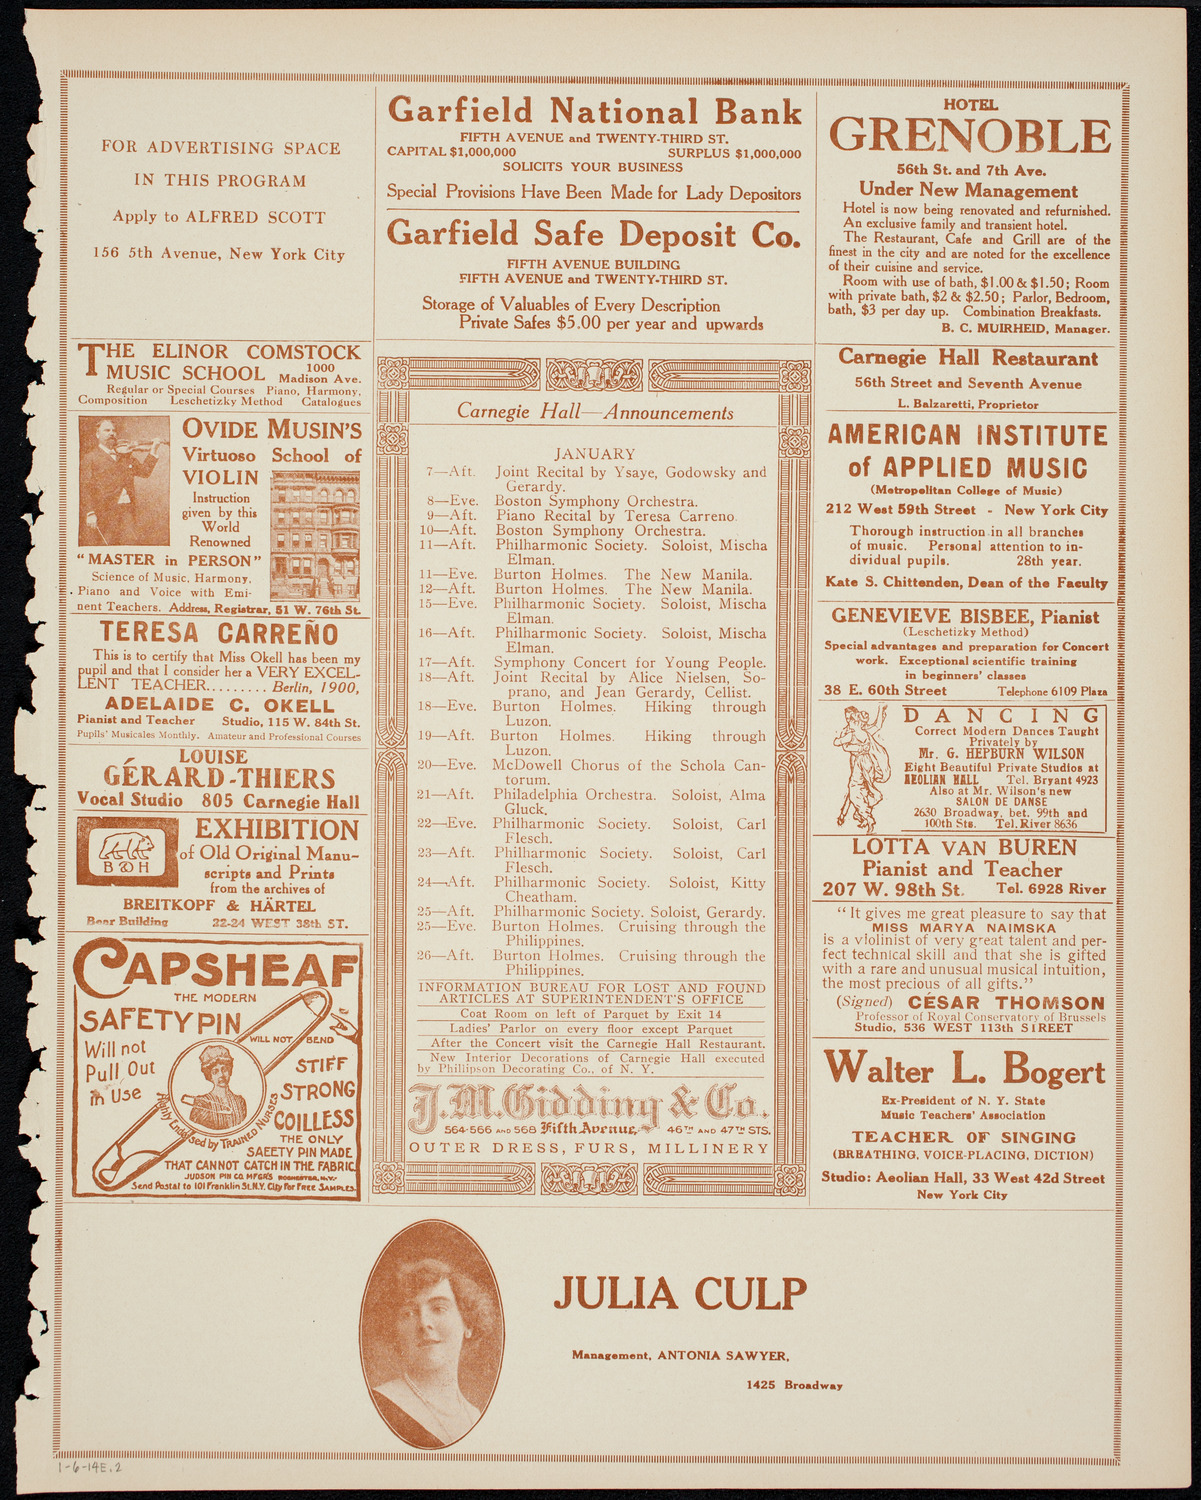 FOR ADVERTISING SPACE
IN THIS PROGRAM
Apply to ALFRED SCOTT
156 5th Avenue, New York City
THE ELINOR COMSTOCK
MUSIC SCHOOL 1000 Madison Ave.
Regular or Special Courses Piano, Harmony,
Composition Leschetizky Method Catalogues
OVIDE MUSIN'S
Virtuoso School of
VIOLIN
Instruction
given by this
World
Renowned
"MASTER in PERSON"
Science of Music, Harmony,
Piano and Voice with Emi-
nent Teachers. Address, Registrar, 51 W. 76th St.
TERESA CARREÑO
This is to certify that Miss Okell has been my
pupil and that I consider her a VERY EXCEL-
LENT TEACHER......... Berlin, 1900,
ADELAIDE C. OKELL
Pianist and Teacher Studio, 115 W. 84th St.
Pupils' Musicales Monthly. Amateur and Professional Courses
LOUISE
GÉRARD-THIERS
Vocal Studio 805 Carnegie Hall
B & H
EXHIBITION
of Old Original Manu-
scripts and Prints
from the archives of
BREITKOPF & HÄRTEL
Bear Building 22-24 WEST 38th ST.
CAPSHEAF
THE MODERN
SAFETY PIN
WILL NOT BEND
Will not
Pull Out
in Use
STIFF
STRONG
COILLESS
Highly Endorsed by TRAINED NURSES
THE ONLY
SAFETY PIN MADE
THAT CANNOT CATCH IN THE FABRIC.
JUDSON PIN CO. MFGRS ROCHESTER, N.Y.
Send Postal to 101 Franklin St. N.Y. City For Free SAMPLES.
Garfield National Bank
FIFTH AVENUE and TWENTY-THIRD ST.
CAPITAL $1,000,000 SURPLUS $1,000,000
SOLICITS YOUR BUSINESS
Special Provisions Have Been Made for Lady Depositors
Garfield Safe Deposit Co.
FIFTH AVENUE BUILDING
FIFTH AVENUE and TWENTY-THIRD ST.
Storage of Valuables of Every Description
Private Safes $5.00 per year and upwards
Carnegie Hall—Announcements
JANUARY
7—Aft. Joint Recital by Ysaye, Godowsky and
Gerardy.
8—Eve. Boston Symphony Orchestra.
9—Aft. Piano Recital by Teresa Carreno.
10—Aft. Boston Symphony Orchestra.
11—Aft. Philharmonic Society. Soloist, Mischa
Elman.
11—Eve. Burton Holmes. The New Manila.
12—Aft. Burton Holmes. The New Manila.
15—Eve. Philharmonic Society. Soloist, Mischa
Elman.
16—Aft. Philharmonic Society. Soloist, Mischa
Elman.
17—Aft. Symphony Concert for Young People.
18—Aft. Joint Recital by Alice Nielsen, So-
prano, and Jean Gerardy, Cellist.
18—Eve. Burton Holmes. Hiking through
Luzon.
19—Aft. Burton Holmes. Hiking through
Luzon.
20—Eve. McDowell Chorus of the Schola Can-
torum.
21—Aft. Philadelphia Orchestra. Soloist, Alma
Gluck.
22—Eve. Philharmonic Society. Soloist, Carl
Flesch.
23—Aft. Philharmonic Society. Soloist, Carl
Flesch.
24—Aft. Philharmonic Society. Soloist, Kitty
Cheatham.
25—Aft. Philharmonic Society. Soloist, Gerardy.
25—Eve. Burton Holmes. Cruising through the
Philippines.
26—Aft. Burton Holmes. Cruising through the
Philippines.
INFORMATION BUREAU FOR LOST AND FOUND
ARTICLES AT SUPERINTENDENT'S OFFICE
Coat Room on left of Parquet by Exit 14
Ladies' Parlor on every floor except Parquet
After the Concert visit the Carnegie Hall Restaurant.
New Interior Decorations of Carnegie Hall executed
by Phillipson Decorating Co., of N. Y.
J. M. Gidding & Co.
564-566 AND 568 Fifth Avenue, 46TH AND 47TH STS.
OUTER DRESS, FURS, MILLINERY
HOTEL
GRENOBLE
56th St. and 7th Ave.
Under New Management
Hotel is now being renovated and refurnished.
An exclusive family and transient hotel.
The Restaurant, Cafe and Grill are of the
finest in the city and are noted for the excellence
of their cuisine and service.
Room with use of bath, $1.00 & $1.50; Room
with private bath, $2 & $2.50; Parlor, Bedroom,
bath, $3 per day up. Combination Breakfasts.
B. C. MUIRHEID, Manager.
Carnegie Hall Restaurant
56th Street and Seventh Avenue
L. Balzaretti, Proprietor
AMERICAN INSTITUTE
of APPLIED MUSIC
(Metropolitan College of Music)
212 West 59th Street - New York City
Thorough instruction in all branches
of music. Personal attention to in-
dividual pupils. 28th year.
Kate S. Chittenden, Dean of the Faculty
GENEVIEVE BISBEE, Pianist
(Leschetizky Method)
Special advantages and preparation for Concert
work. Exceptional scientific training
in beginners' classes
38 E. 60th Street Telephone 6109 Plaza
DANCING
Correct Modern Dances Taught
Privately by
Mr. G. HEPBURN WILSON
Eight Beautiful Private Studios at
AEOLIAN HALL Tel. Bryant 4923
Also at Mr. Wilson's new
SALON DE DANSE
2630 Broadway, bet. 99th and
100th Sts. Tel. River 8636
LOTTA VAN BUREN
Pianist and Teacher
207 W. 98th St. Tel. 6928 River
"It gives me great pleasure to say that
MISS MARYA NAIMSKA
is a violinist of very great talent and per-
fect technical skill and that she is gifted
with a rare and unusual musical intuition,
the most precious of all gifts."
(Signed) CÉSAR THOMSON
Professor of Royal Conservatory of Brussels
Studio, 536 WEST 113th STREET
Walter L. Bogert
Ex-President of N. Y. State
Music Teachers' Association
TEACHER OF SINGING
(BREATHING, VOICE-PLACING, DICTION)
Studio: Aeolian Hall, 33 West 42d Street
New York City
JULIA CULP
Management, ANTONIA SAWYER,
1425 Broadway
1-6-14E.2